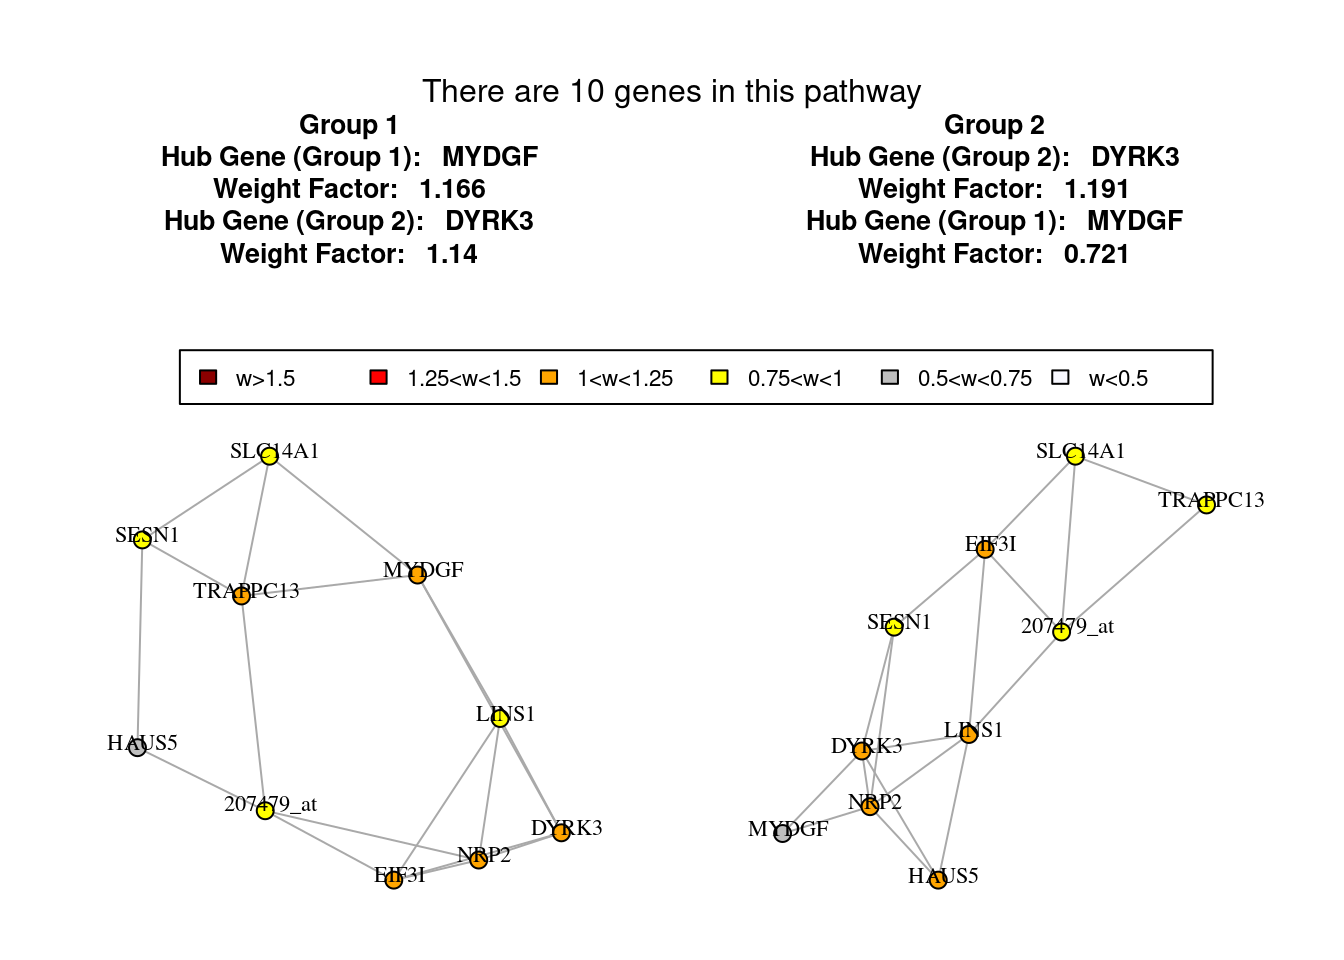 There are 10 genes in this pathway
Group 1
Hub Gene (Group 1): MYDGF
Weight Factor: 1.166
Hub Gene (Group 2): DYRK3
Weight Factor: 1.14
Group 2
Hub Gene (Group 2): DYRK3
Weight Factor: 1.191
Hub Gene (Group 1): MYDGF
Weight Factor: 0.721
w>1.5 1.25<w<1.5 1<w<1.25 0.75<w<1 0.5<w<0.75 w<0.5
SLC14A1
SESN1
MYDGF
TRAPPC13
LINS1
HAUS5
207479_at
DYRK3
NRP2
EIF3I
SLC14A1
TRAPPC13
EIF3I
SESN1
207479_at
LINS1
DYRK3
NRP2
MYDGF
HAUS5